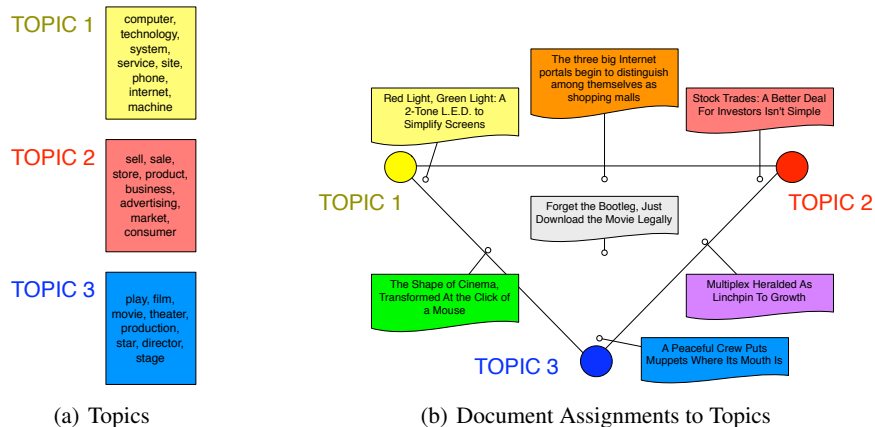 TOPIC 1
computer,
technology,
system,
service, site,
phone,
internet,
machine
TOPIC 2
sell, sale,
store, product,
business,
advertising,
market,
consumer
TOPIC 3
play, film,
movie, theater,
production,
star, director,
stage
(a) Topics
The three big Internet
portals begin to distinguish
among themselves as
shopping malls
Red Light, Green Light: A
2-Tone L.E.D. to
Simplify Screens
Stock Trades: A Better Deal
For Investors Isn't Simple
TOPIC 1
TOPIC 2
Forget the Bootleg, Just
Download the Movie Legally
The Shape of Cinema,
Transformed At the Click of
a Mouse
Multiplex Heralded As
Linchpin To Growth
TOPIC 3
A Peaceful Crew Puts
Muppets Where Its Mouth Is
(b) Document Assignments to Topics